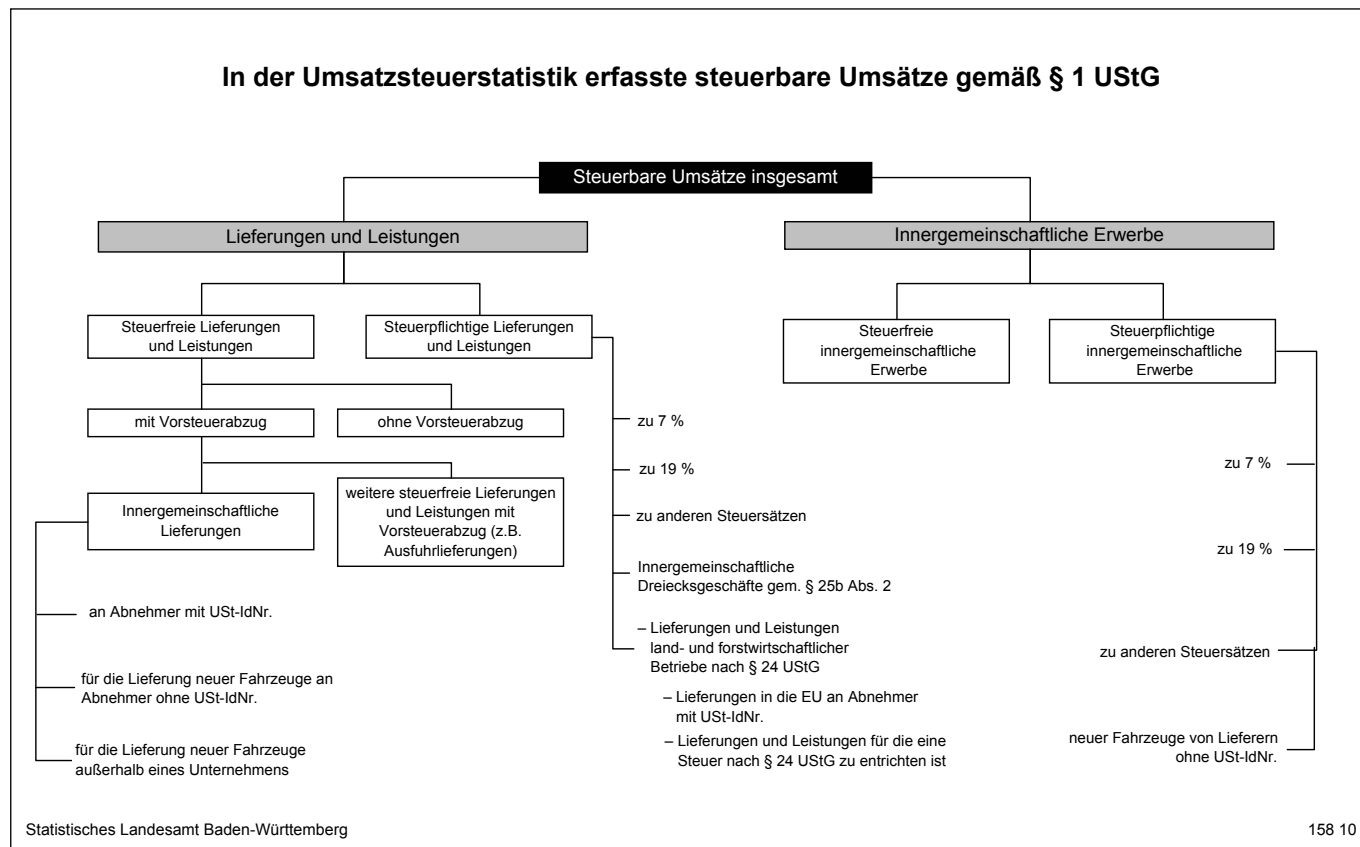 In der Umsatzsteuerstatistik erfasste steuerbare Umsätze gemäß § 1 UStG
Steuerbare Umsätze insgesamt
Lieferungen und Leistungen
Innergemeinschaftliche Erwerbe
Steuerfreie Lieferungen
und Leistungen
Steuerpflichtige Lieferungen
und Leistungen
Steuerfreie
innergemeinschaftliche
Erwerbe
Steuerpflichtige
innergemeinschaftliche
Erwerbe
mit Vorsteuerabzug
ohne Vorsteuerabzug
Innergemeinschaftliche
Lieferungen
weitere steuerfreie Lieferungen
und Leistungen mit
Vorsteuerabzug (z.B.
Ausfuhrlieferungen)
an Abnehmer mit USt-IdNr.
für die Lieferung neuer Fahrzeuge an
Abnehmer ohne USt-IdNr.
für die Lieferung neuer Fahrzeuge
außerhalb eines Unternehmens
zu 7 %
zu 19 %
zu anderen Steuersätzen
Innergemeinschaftliche
Dreiecksgeschäfte gem. § 25b Abs. 2
– Lieferungen und Leistungen
land- und forstwirtschaftlicher
Betriebe nach § 24 UStG
– Lieferungen in die EU an Abnehmer
mit USt-IdNr.
– Lieferungen und Leistungen für die eine
Steuer nach § 24 UStG zu entrichten ist
zu 7 %
zu 19 %
zu anderen Steuersätzen
neuer Fahrzeuge von Lieferern
ohne USt-IdNr.
Statistisches Landesamt Baden-Württemberg
158 10